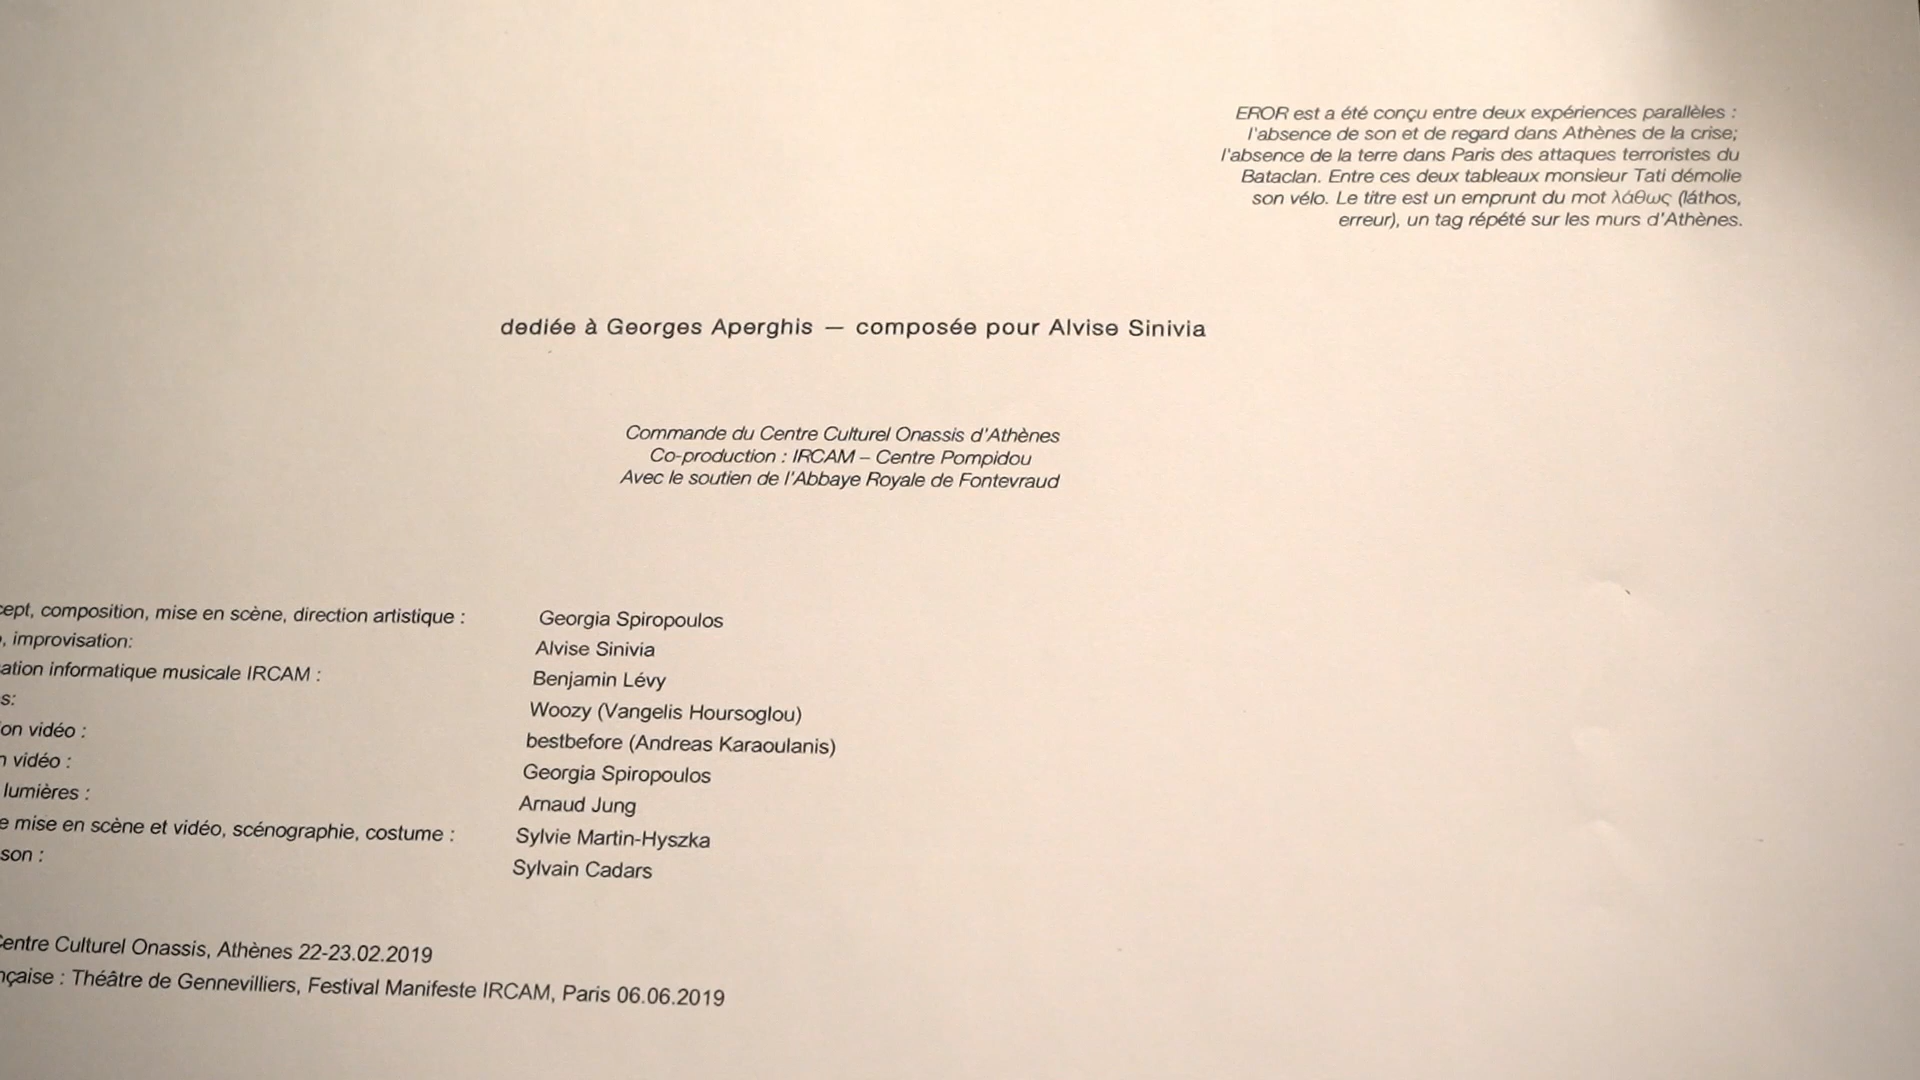 EROR est a été conçu entre deux expériences parallèles :
l'absence de son et de regard dans Athènes de la crise;
l'absence de la terre dans Paris des attaques terroristes du
Bataclan. Entre ces deux tableaux monsieur Tati démolie
son vélo. Le titre est un emprunt du mot λάθως (láthos,
erreur), un tag répété sur les murs d'Athènes.
dediée à Georges Aperghis — composée pour Alvise Sinivia
Commande du Centre Culturel Onassis d'Athènes
Co-production : IRCAM – Centre Pompidou
Avec le soutien de l'Abbaye Royale de Fontevraud
cept, composition, mise en scène, direction artistique : Georgia Spiropoulos
, improvisation: Alvise Sinivia
ation informatique musicale IRCAM : Benjamin Lévy
s: Woozy (Vangelis Hoursoglou)
on vidéo : bestbefore (Andreas Karaoulanis)
n vidéo : Georgia Spiropoulos
lumières : Arnaud Jung
e mise en scène et vidéo, scénographie, costume : Sylvie Martin-Hyszka
son : Sylvain Cadars
Centre Culturel Onassis, Athènes 22-23.02.2019
nçaise : Théâtre de Gennevilliers, Festival Manifeste IRCAM, Paris 06.06.2019